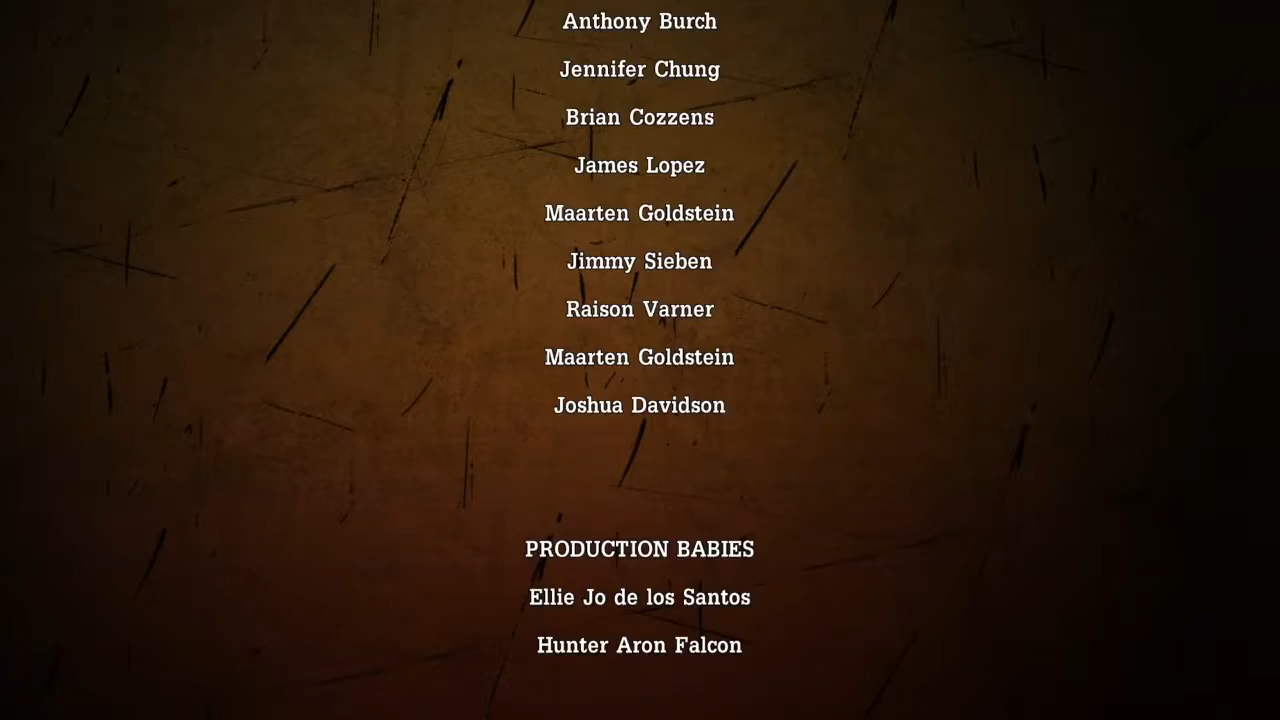 Anthony Burch
Jennifer Chung
Brian Cozzens
James Lopez
Maarten Goldstein
Jimmy Sieben
Raison Varner
Maarten Goldstein
Joshua Davidson
PRODUCTION BABIES
Ellie Jo de los Santos
Hunter Aron Falcon